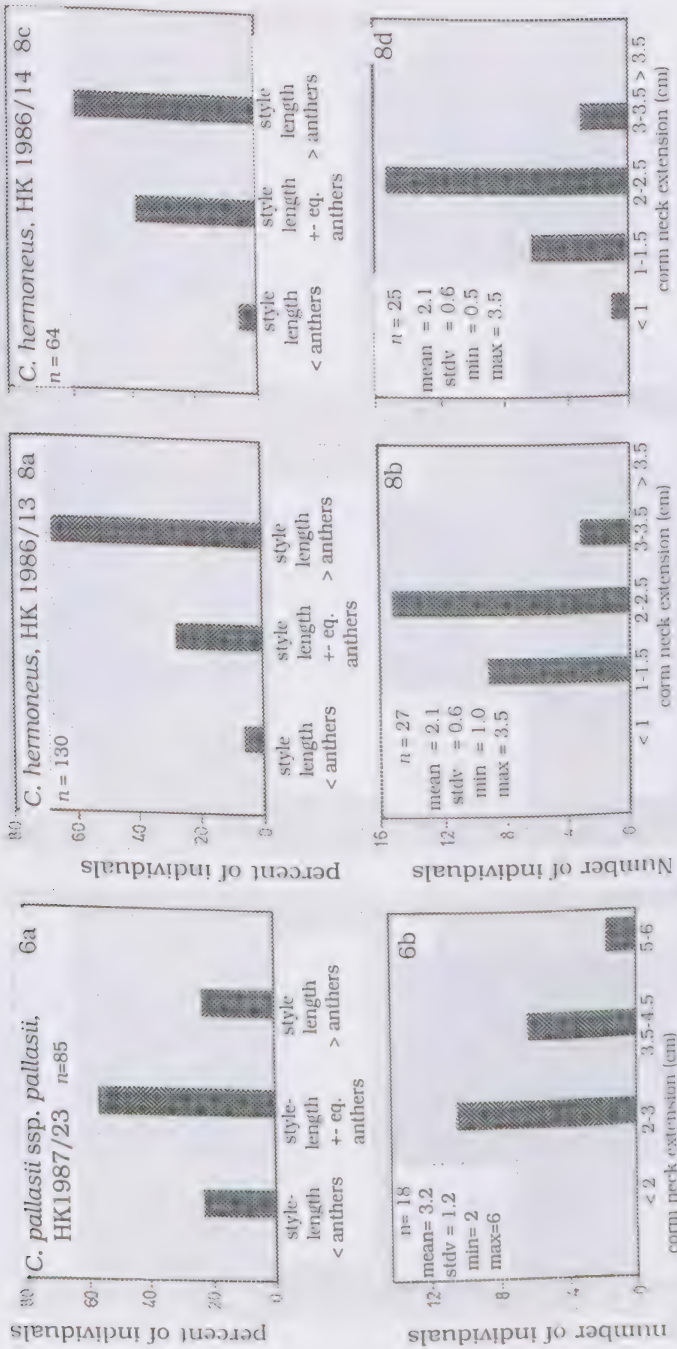 C. pallasii ssp. pallasii, 6a
HK1987/23 n=85
80
60
40
20
0
percent of individuals
style-
length
< anthers
style-
length
+- eq.
anthers
style
length
> anthers
C. hermoneus, HK 1986/13 8a
n = 130
80
60
40
20
0
percent of individuals
style
length
< anthers
style
length
+- eq.
anthers
style
length
> anthers
C. hermoneus, HK 1986/14 8c
n = 64
style
length
< anthers
style
length
+- eq.
anthers
style
length
> anthers
6b
n= 18
mean= 3.2
stdv = 1.2
min= 2
max=6
12
8
4
0
number of individuals
< 2 2-3 3.5-4.5 5-6
corm neck extension (cm)
8b
n = 27
mean = 2.1
stdv = 0.6
min = 1.0
max = 3.5
16
12
8
4
0
Number of individuals
< 1 1-1.5 2-2.5 3-3.5 > 3.5
corm neck extension (cm)
8d
n = 25
mean = 2.1
stdv = 0.6
min = 0.5
max = 3.5
< 1 1-1.5 2-2.5 3-3.5 > 3.5
corm neck extension (cm)